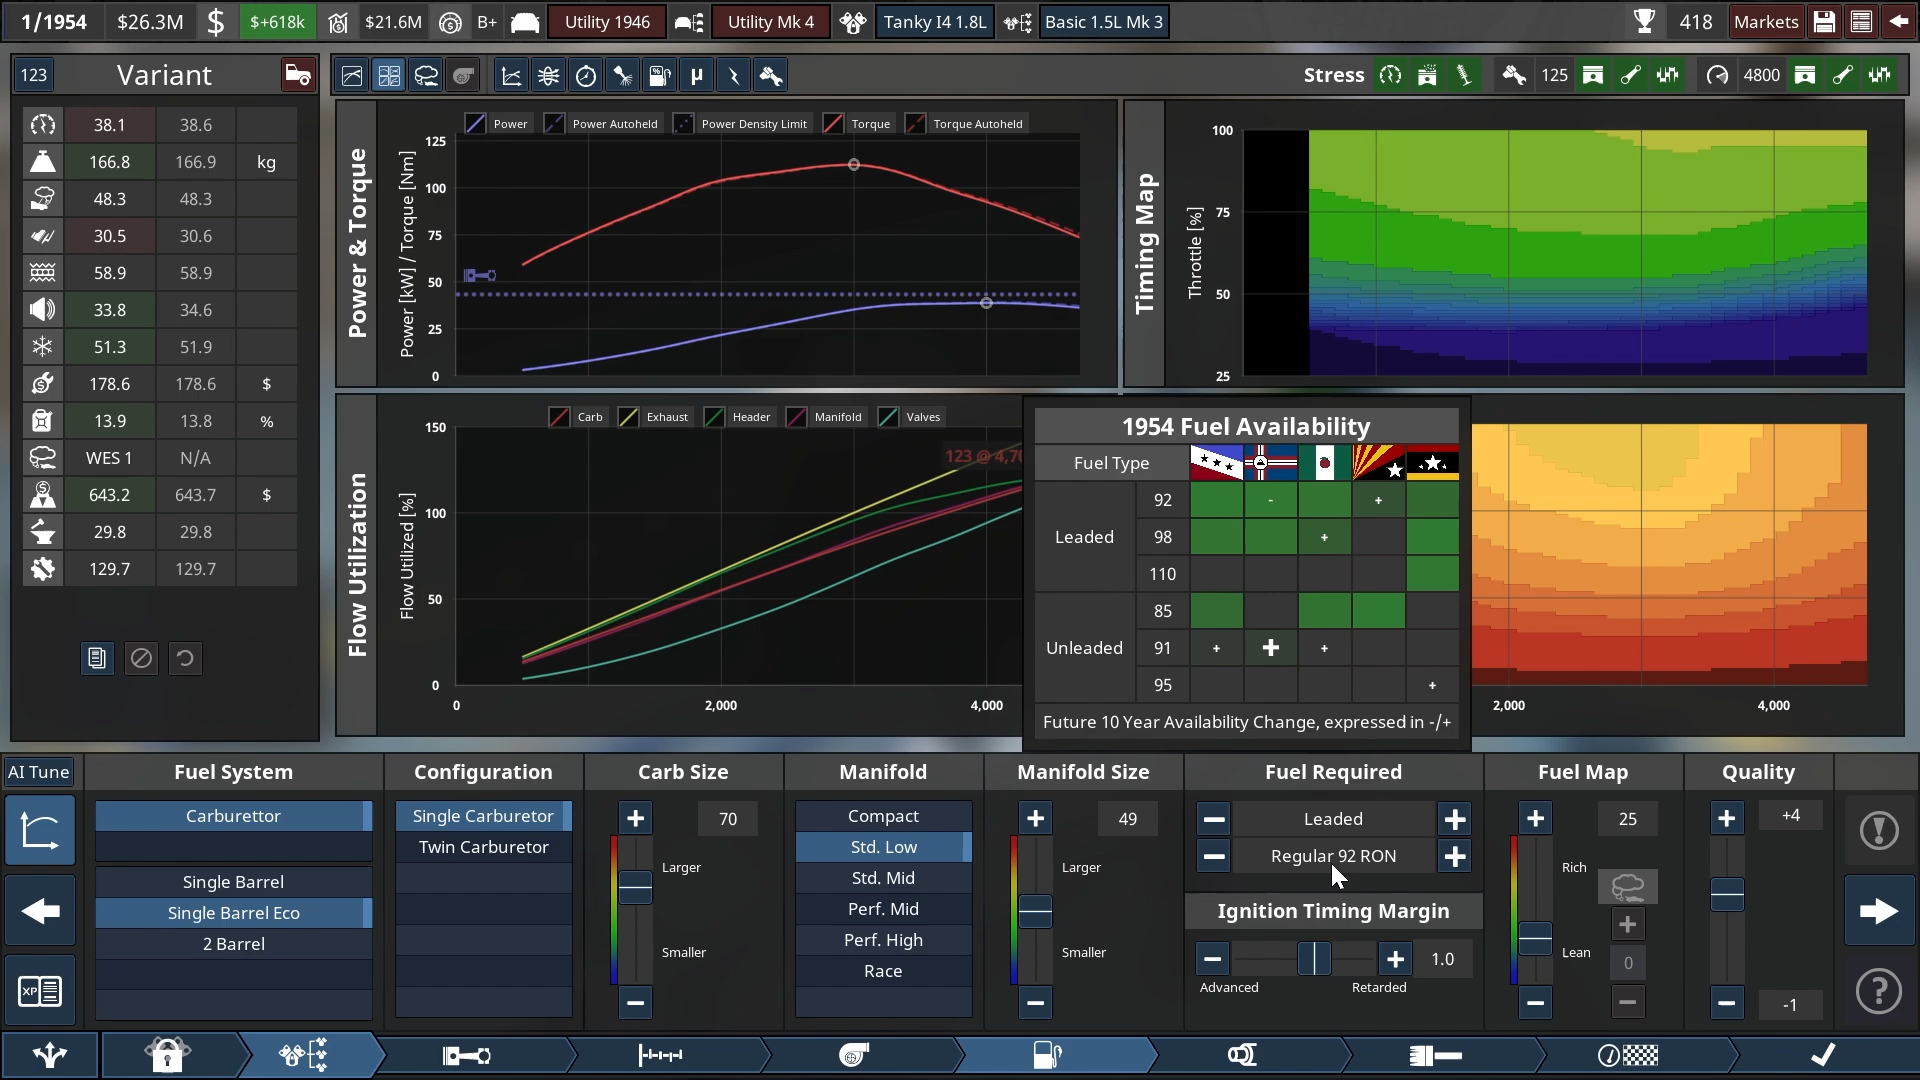 1/1954 $26.3M $+618k $21.6M B+ Utility 1946 Utility Mk 4 Tanky I4 1.8L Basic 1.5L Mk 3 418 Markets
123 Variant
Stress 125 4800
38.1 38.6
166.8 166.9 kg
48.3 48.3
30.5 30.6
58.9 58.9
33.8 34.6
51.3 51.9
178.6 178.6 $
13.9 13.8 %
WES 1 N/A
643.2 643.7 $
29.8 29.8
129.7 129.7
Power & Torque
Power [kW] / Torque [Nm]
Power Power Autoheld Power Density Limit Torque Torque Autoheld
125
100
75
50
25
0
Timing Map
Throttle [%]
100
75
50
25
Flow Utilization
Flow Utilized [%]
Carb Exhaust Header Manifold Valves
150
100
50
0
0 2,000 4,000
123 @ 4,70
1954 Fuel Availability
Fuel Type
Leaded
92 - +
98 +
110
Unleaded
85
91 + + +
95 +
Future 10 Year Availability Change, expressed in -/+
2,000 4,000
AI Tune
Fuel System
Carburettor
Single Barrel
Single Barrel Eco
2 Barrel
Configuration
Single Carburetor
Twin Carburetor
Carb Size
70
Larger
Smaller
Manifold
Compact
Std. Low
Std. Mid
Perf. Mid
Perf. High
Race
Manifold Size
49
Larger
Smaller
Fuel Required
Leaded
Regular 92 RON
Ignition Timing Margin
1.0
Advanced Retarded
Fuel Map
25
Rich
Lean
0
Quality
+4
-1
XP